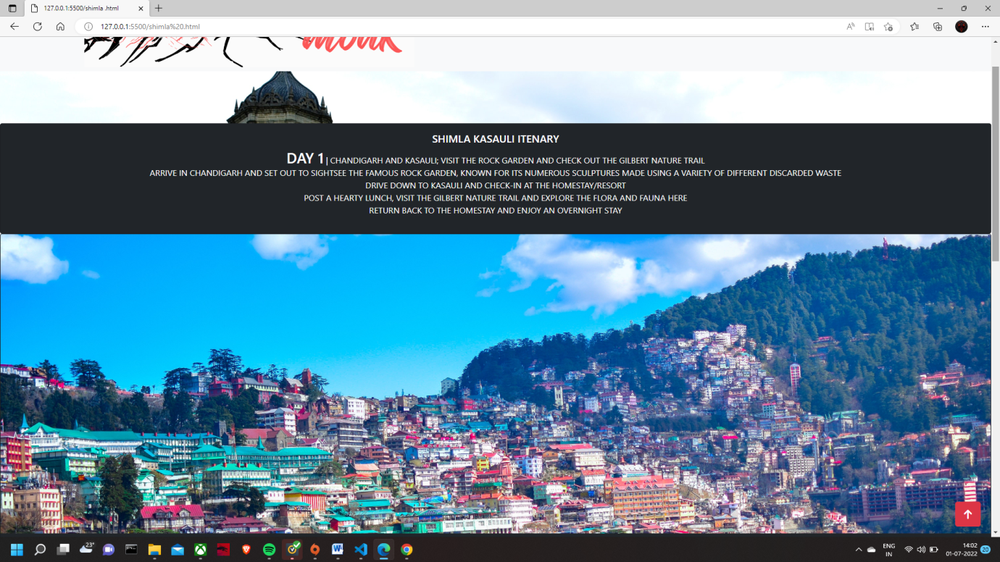 127.0.0.1:5500/shimla .html
127.0.0.1:5500/shimla%20.html
monk
SHIMLA KASAULI ITENARY
DAY 1 | CHANDIGARH AND KASAULI; VISIT THE ROCK GARDEN AND CHECK OUT THE GILBERT NATURE TRAIL
ARRIVE IN CHANDIGARH AND SET OUT TO SIGHTSEE THE FAMOUS ROCK GARDEN, KNOWN FOR ITS NUMEROUS SCULPTURES MADE USING A VARIETY OF DIFFERENT DISCARDED WASTE
DRIVE DOWN TO KASAULI AND CHECK-IN AT THE HOMESTAY/RESORT
POST A HEARTY LUNCH, VISIT THE GILBERT NATURE TRAIL AND EXPLORE THE FLORA AND FAUNA HERE
RETURN BACK TO THE HOMESTAY AND ENJOY AN OVERNIGHT STAY
23°
ENG
IN
14:02
01-07-2022
20